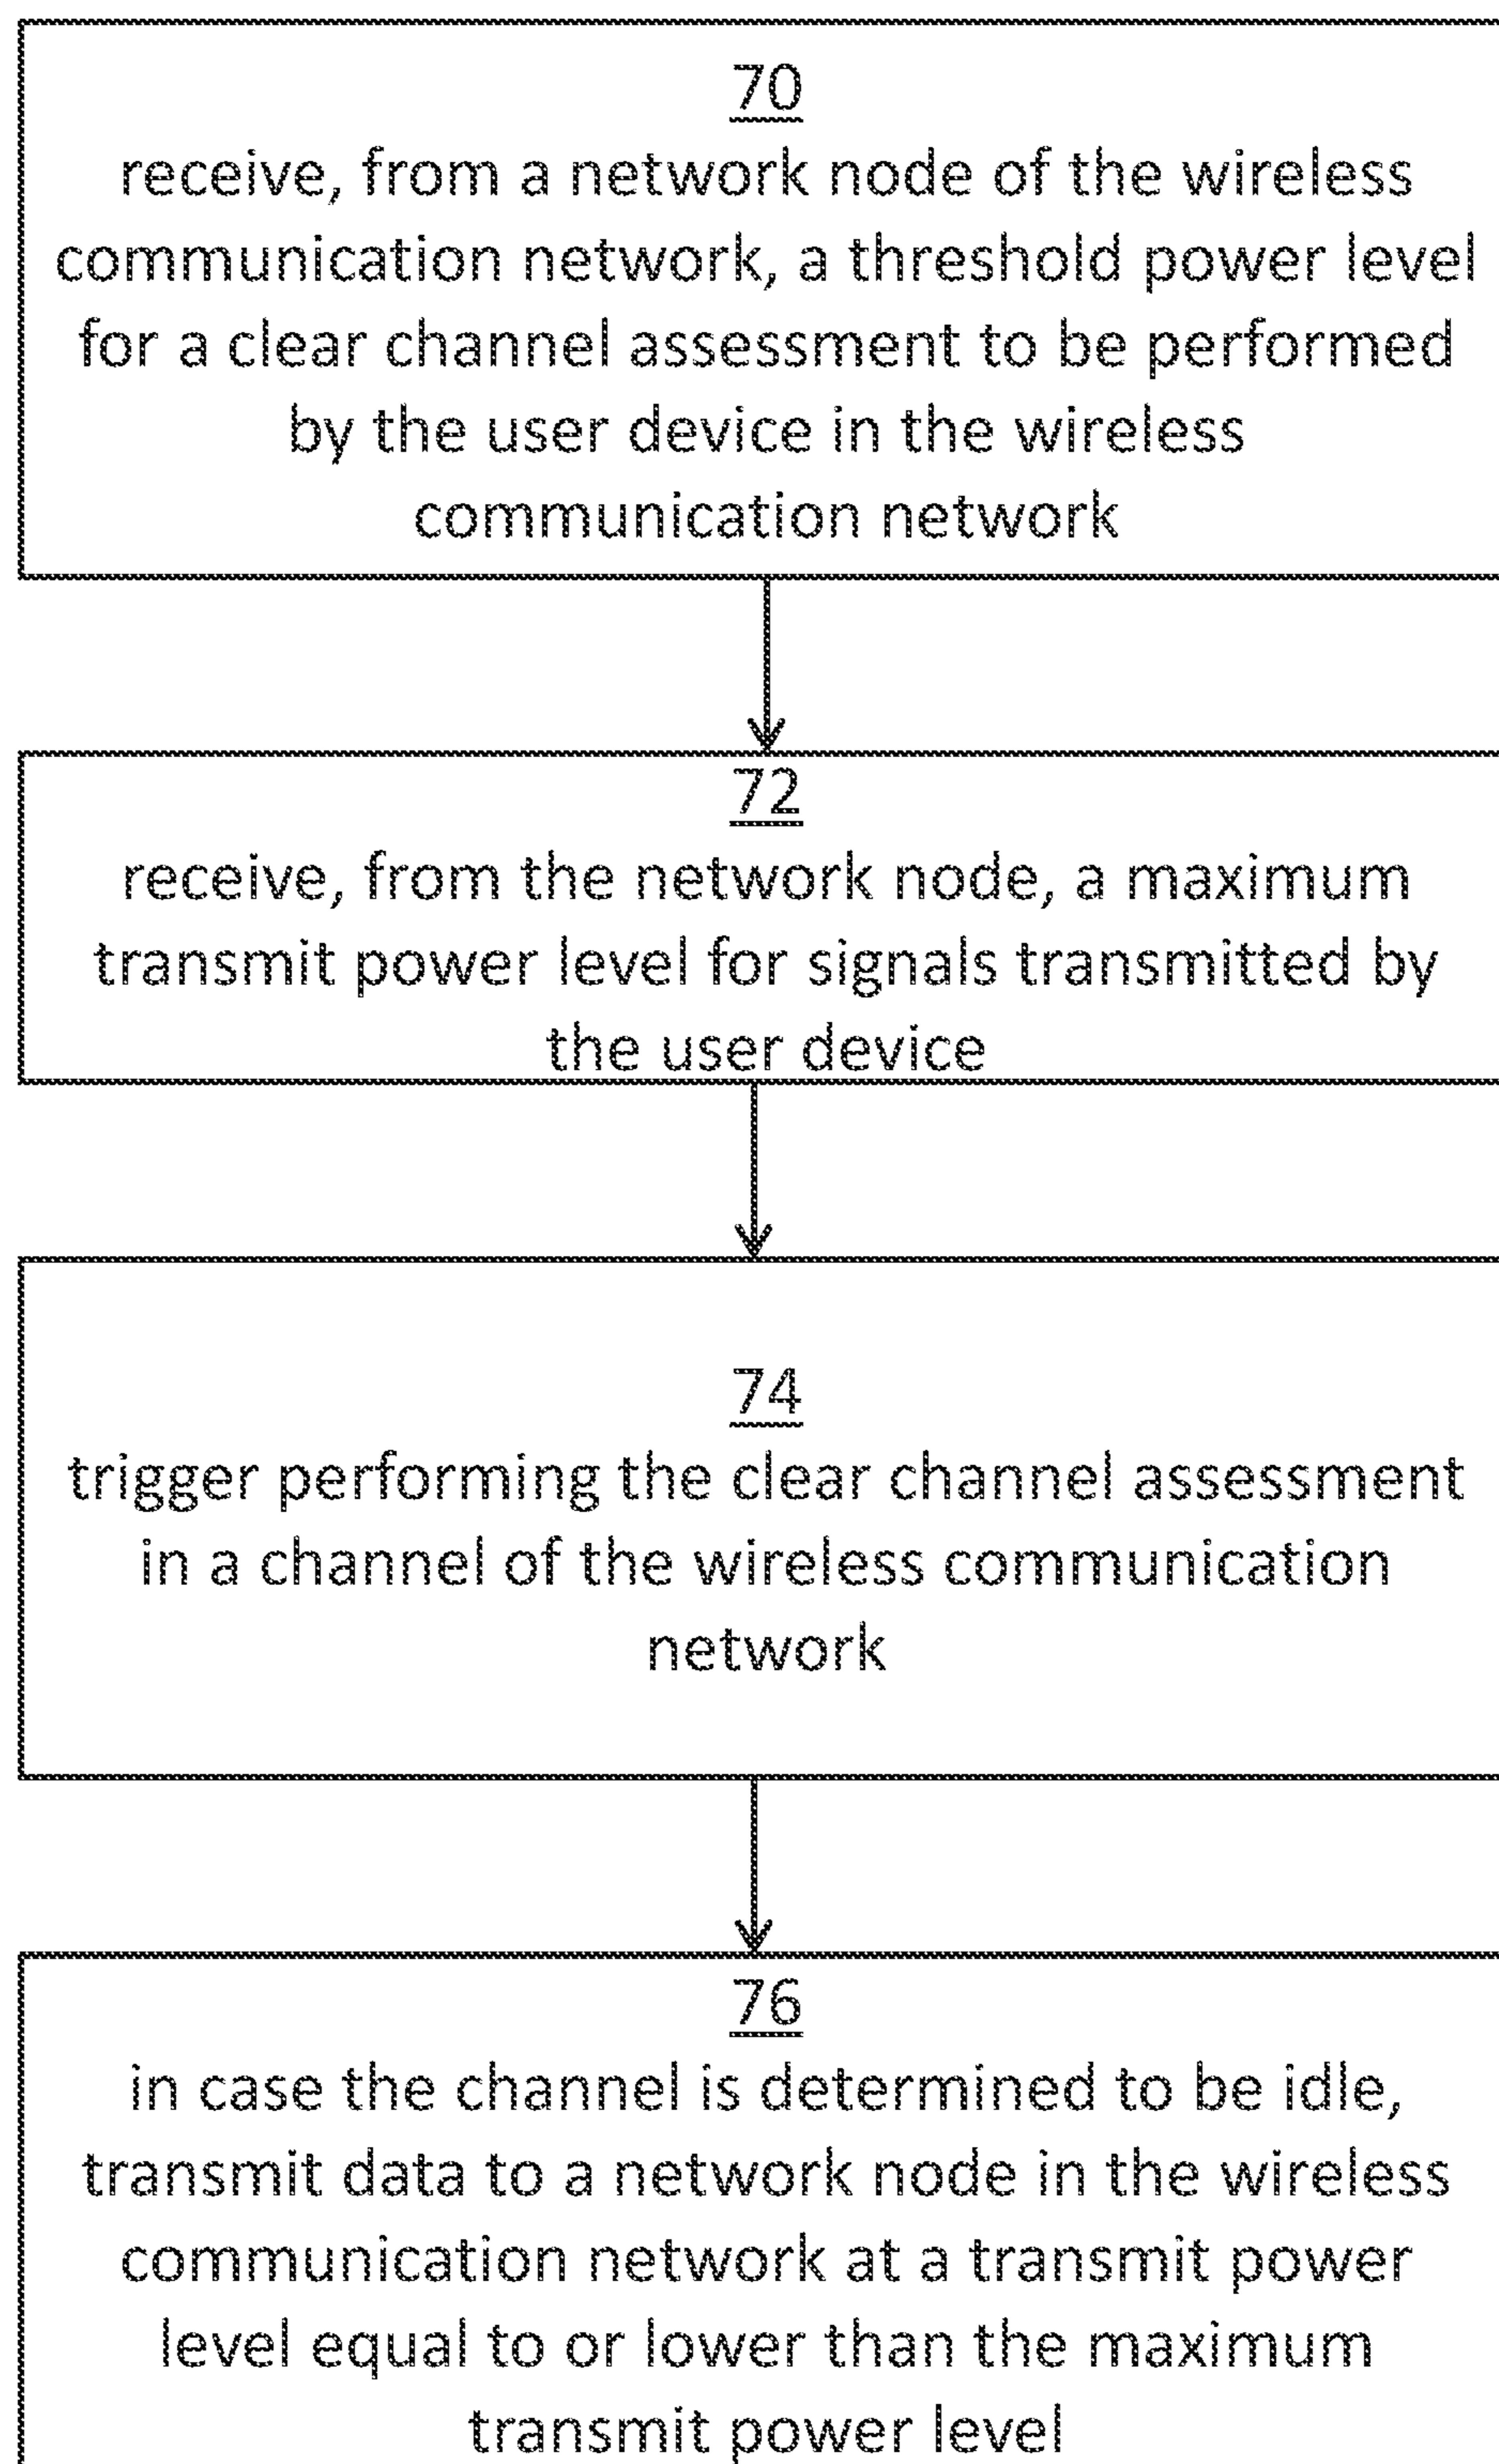 70
receive, from a network node of the wireless
communication network, a threshold power level
for a clear channel assessment to be performed
by the user device in the wireless
communication network
72
receive, from the network node, a maximum
transmit power level for signals transmitted by
the user device
74
trigger performing the clear channel assessment
in a channel of the wireless communication
network
76
in case the channel is determined to be idle,
transmit data to a network node in the wireless
communication network at a transmit power
level equal to or lower than the maximum
transmit power level